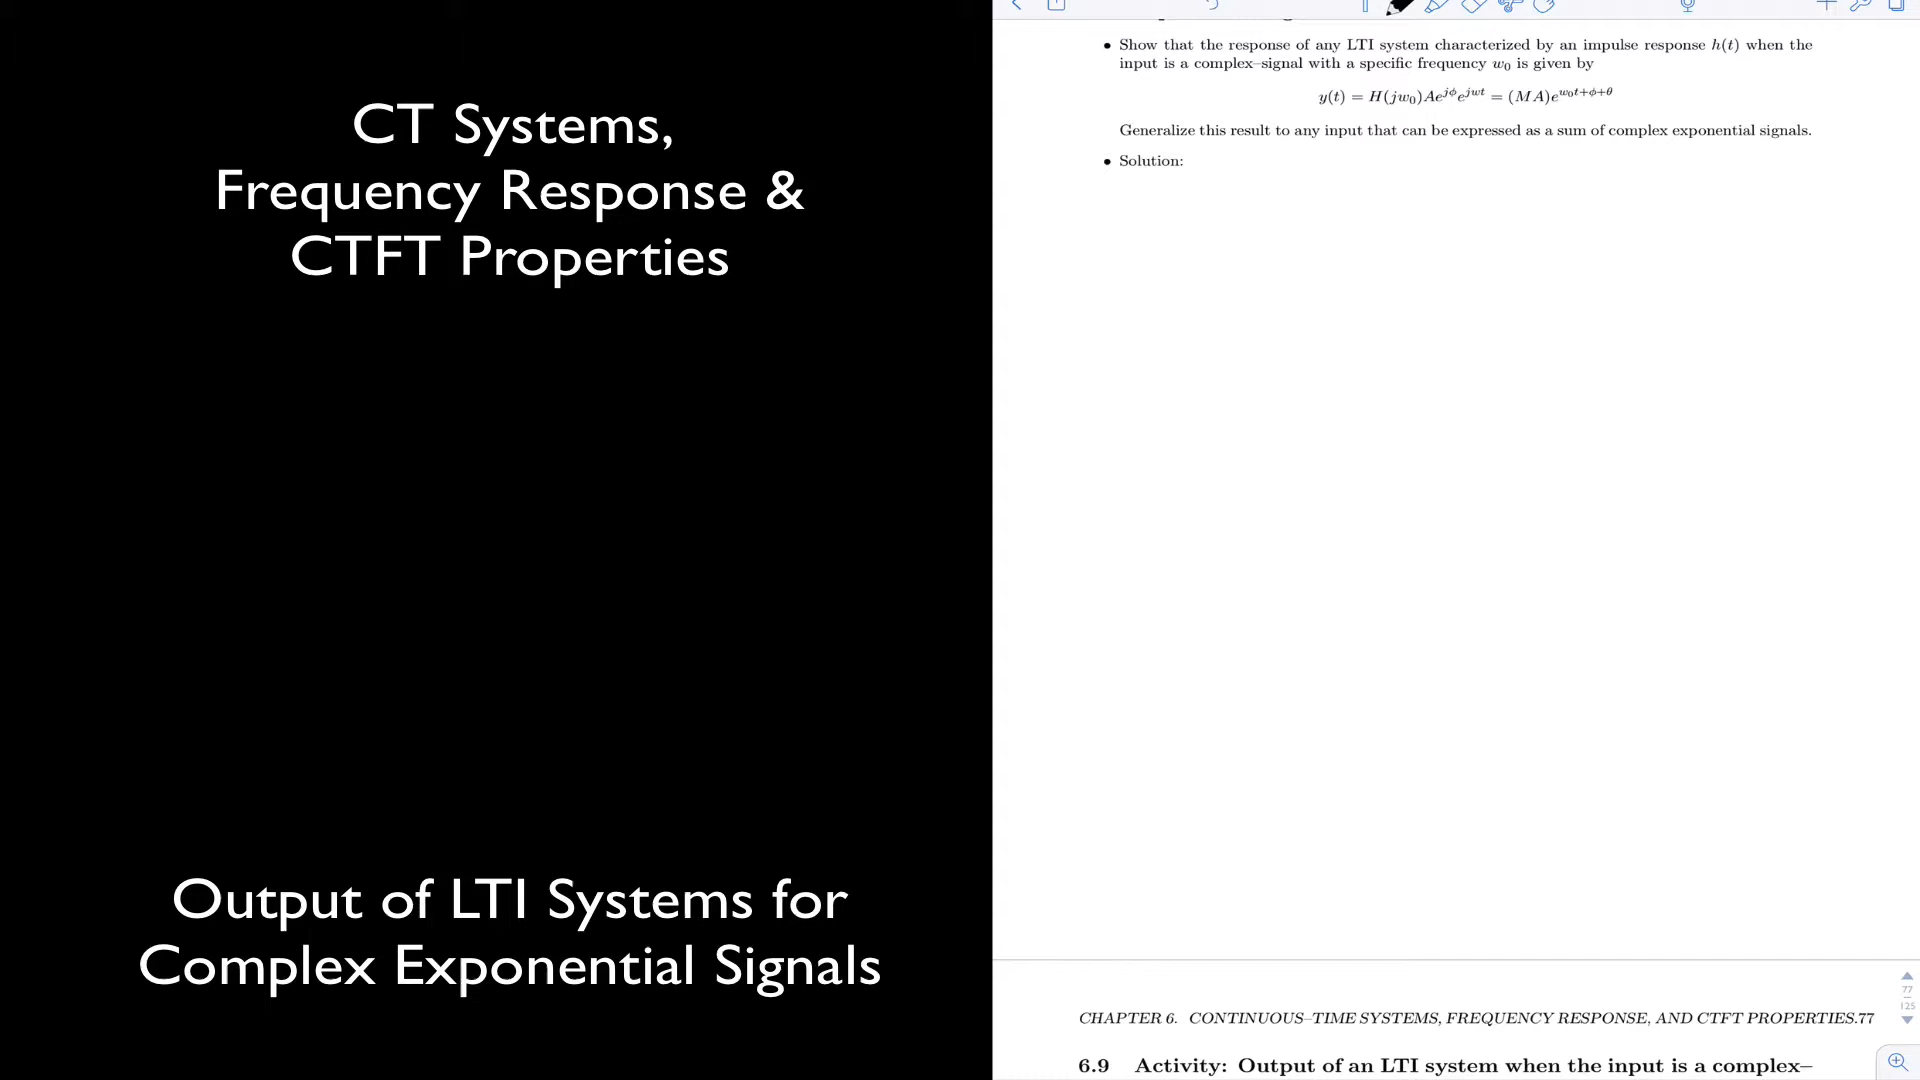 CT Systems,
Frequency Response &
CTFT Properties
Output of LTI Systems for
Complex Exponential Signals
• Show that the response of any LTI system characterized by an impulse response h(t) when the
input is a complex–signal with a specific frequency w₀ is given by
y(t) = H(jw₀)Ae^{jϕ}e^{jwt} = (MA)e^{w₀t+ϕ+θ}
Generalize this result to any input that can be expressed as a sum of complex exponential signals.
• Solution:
77
125
CHAPTER 6. CONTINUOUS–TIME SYSTEMS, FREQUENCY RESPONSE, AND CTFT PROPERTIES.77
6.9 Activity: Output of an LTI system when the input is a complex–